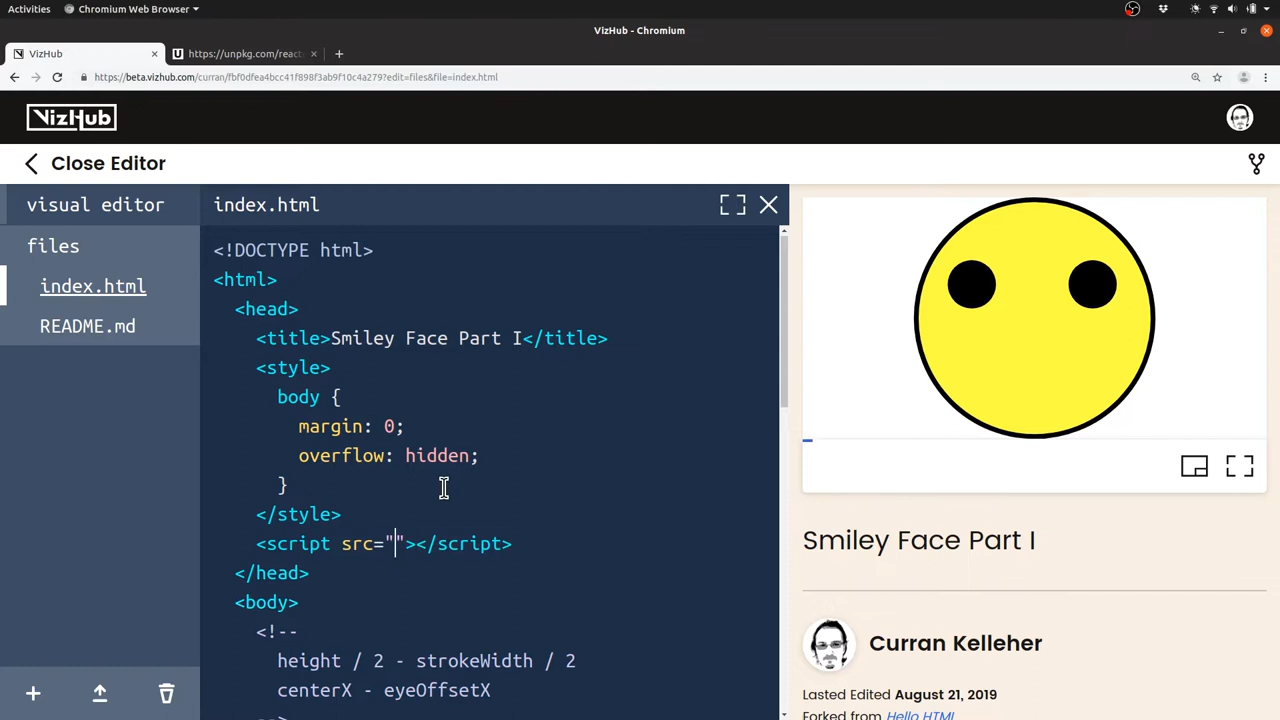 Activities
Chromium Web Browser
VizHub - Chromium
VizHub
https://unpkg.com/react
https://beta.vizhub.com/curran/fbf0dfea4bcc41f898f3ab9f10c4a279?edit=files&file=index.html
VizHub
Close Editor
visual editor
files
index.html
README.md
index.html
<!DOCTYPE html>
<html>
<head>
<title>Smiley Face Part I</title>
<style>
body {
margin: 0;
overflow: hidden;
}
</style>
<script src=""></script>
</head>
<body>
<!--
height / 2 - strokeWidth / 2
centerX - eyeOffsetX
-->
Smiley Face Part I
Curran Kelleher
Lasted Edited August 21, 2019
Forked from Hello HTML